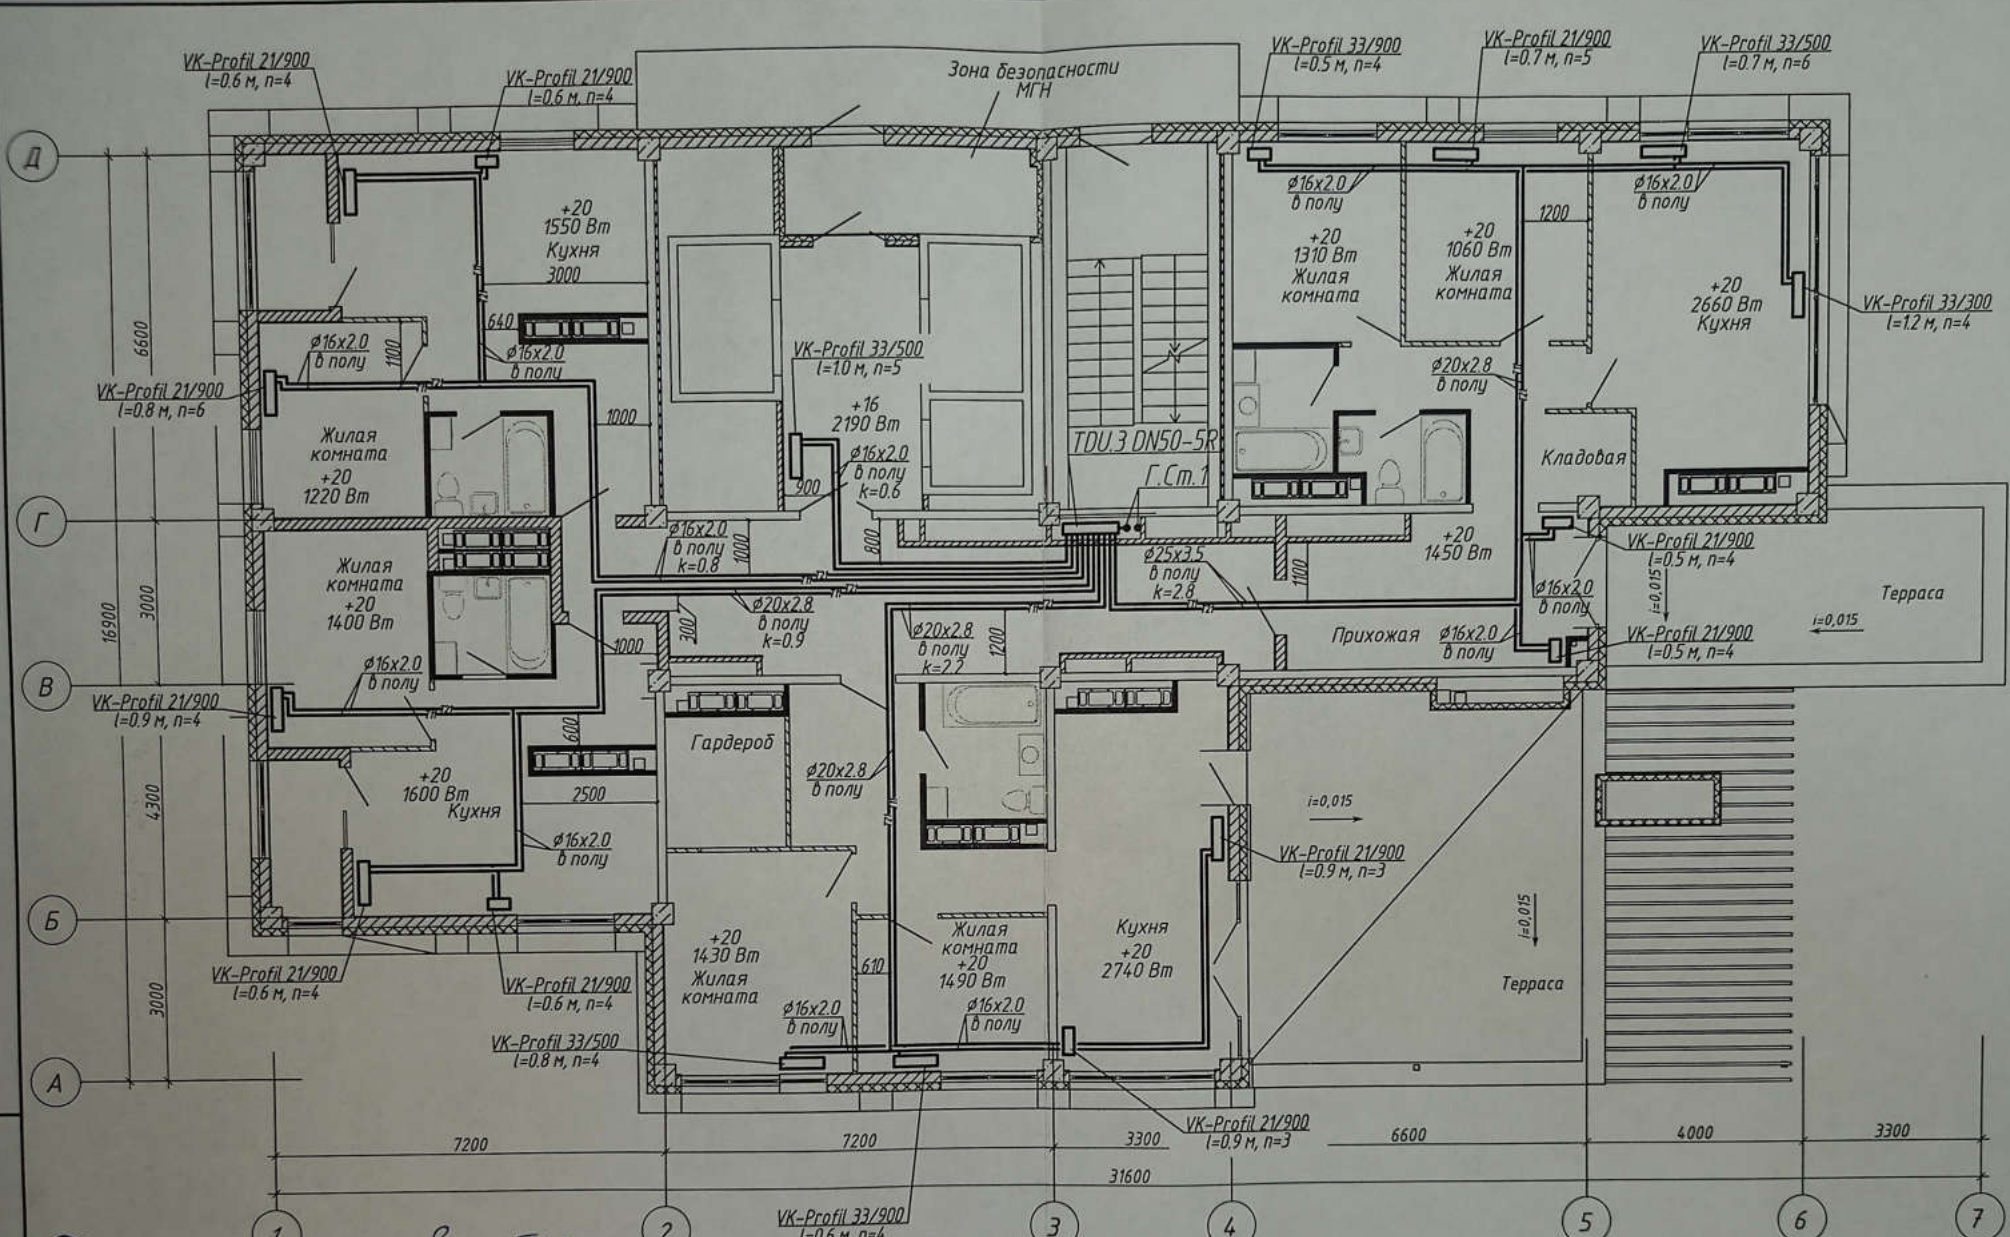 VK-Profil 21/900
l=0.6 м, n=4
VK-Profil 21/900
l=0.6 м, n=4
Зона безопасности
МГН
VK-Profil 33/900
l=0.5 м, n=4
VK-Profil 21/900
l=0.7 м, n=5
VK-Profil 33/500
l=0.7 м, n=6
Д
+20
1550 Вт
Кухня
3000
640
ø16x2.0
в полу
ø16x2.0
в полу
1200
+20
1310 Вт
Жилая
комната
+20
1060 Вт
Жилая
комната
+20
2660 Вт
Кухня
VK-Profil 33/300
l=1.2 м, n=4
6600
ø16x2.0
в полу
1100
ø16x2.0
в полу
VK-Profil 33/500
l=1.0 м, n=5
ø20x2.8
в полу
VK-Profil 21/900
l=0.8 м, n=6
Жилая
комната
+20
1220 Вт
1000
+16
2190 Вт
ø16x2.0
в полу
k=0.6
900
TDU.3 DN50-5R
Г.Ст.1
Кладовая
Г
ø16x2.0
в полу
k=0.8
1000
800
ø25x3.5
в полу
k=2.8
1100
+20
1450 Вт
VK-Profil 21/900
l=0.5 м, n=4
ø16x2.0
в полу
i=0,015
i=0,015
Терраса
16900
3000
Жилая
комната
+20
1400 Вт
1000
300
ø20x2.8
в полу
k=0.9
ø20x2.8
в полу
k=2.2
1200
Прихожая
ø16x2.0
в полу
VK-Profil 21/900
l=0.5 м, n=4
В
ø16x2.0
в полу
VK-Profil 21/900
l=0.9 м, n=4
600
Гардероб
+20
1600 Вт
Кухня
ø20x2.8
в полу
4300
2500
i=0,015
ø16x2.0
в полу
VK-Profil 21/900
l=0.9 м, n=3
Б
+20
1430 Вт
Жилая
комната
610
Жилая
комната
+20
1490 Вт
Кухня
+20
2740 Вт
i=0,015
Терраса
VK-Profil 21/900
l=0.6 м, n=4
VK-Profil 21/900
l=0.6 м, n=4
3000
ø16x2.0
в полу
ø16x2.0
в полу
VK-Profil 33/500
l=0.8 м, n=4
А
VK-Profil 21/900
l=0.9 м, n=3
7200
7200
3300
6600
4000
3300
31600
VK-Profil 33/900
l=0.6 м, n=4
1
2
3
4
5
6
7